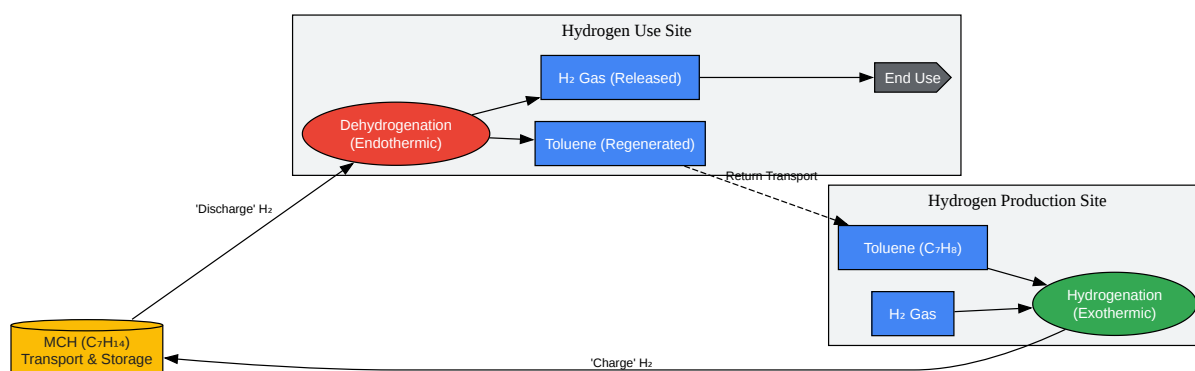 Hydrogen Use Site
H₂ Gas (Released)
End Use
Dehydrogenation
(Endothermic)
Toluene (Regenerated)
Return Transport
'Discharge' H₂
Hydrogen Production Site
Toluene (C₇H₈)
H₂ Gas
Hydrogenation
(Exothermic)
MCH (C₇H₁₄)
Transport & Storage
'Charge' H₂